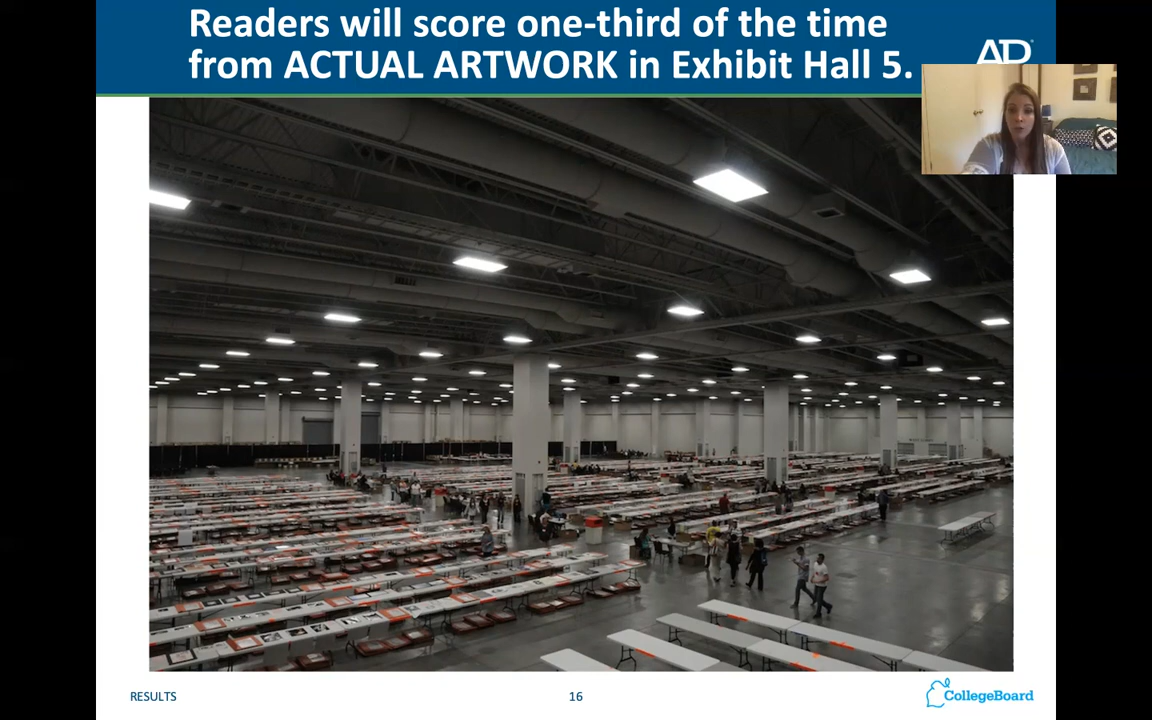 Readers will score one-third of the time
from ACTUAL ARTWORK in Exhibit Hall 5.
AP
RESULTS
16
CollegeBoard